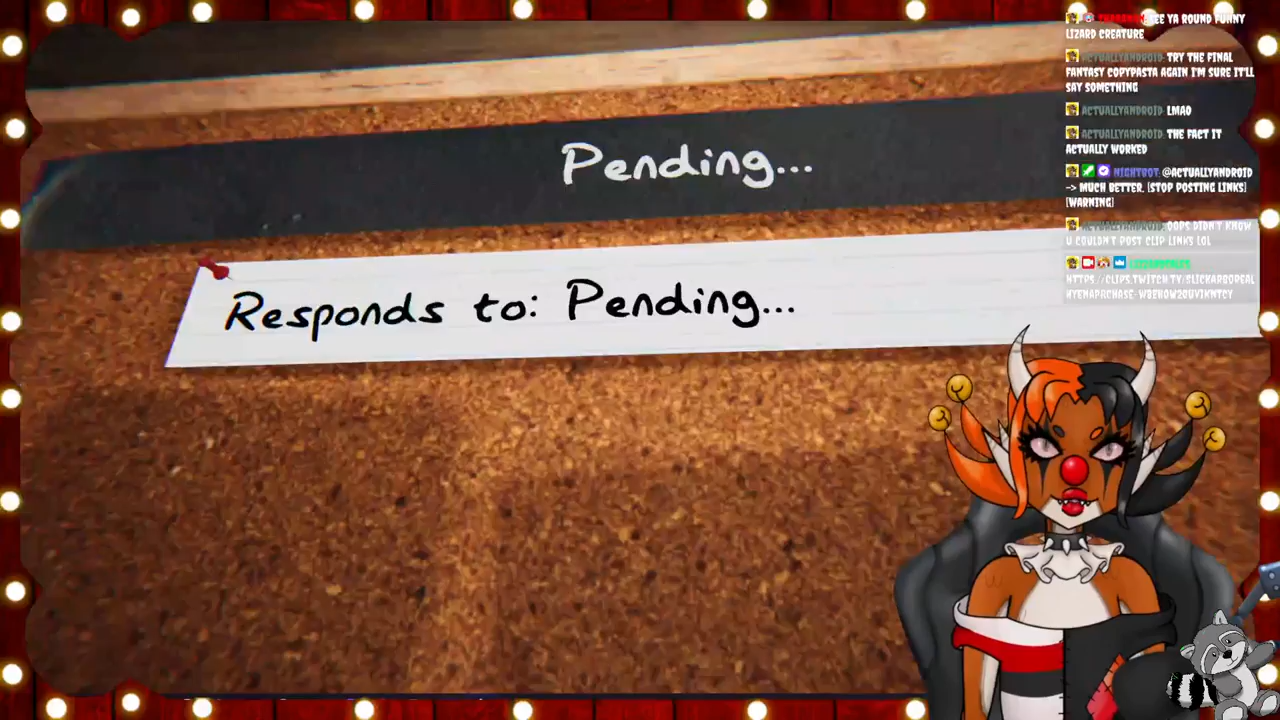 Pending...
Responds to: Pending...
SEE YA ROUND FUNNY
LIZARD CREATURE
ACTUALLYANDROID: TRY THE FINAL
FANTASY COPYPASTA AGAIN I'M SURE IT'LL
SAY SOMETHING
ACTUALLYANDROID: LMAO
ACTUALLYANDROID: THE FACT IT
ACTUALLY WORKED
NIGHTBOT: @ACTUALLYANDROID
-> MUCH BETTER. [STOP POSTING LINKS]
[WARNING]
ACTUALLYANDROID: OOPS DIDN'T KNOW
U COULDN'T POST CLIP LINKS LOL